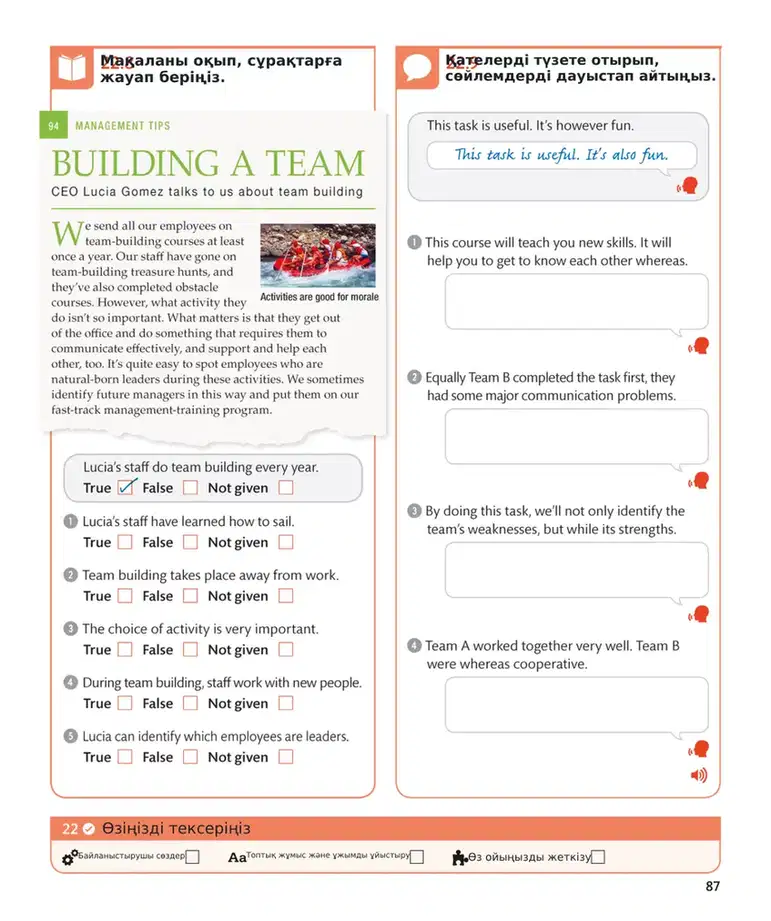 22.8 Мақаланы оқып, сұрақтарға
жауап беріңіз.
94 MANAGEMENT TIPS
BUILDING A TEAM
CEO Lucia Gomez talks to us about team building
We send all our employees on
team-building courses at least
once a year. Our staff have gone on
team-building treasure hunts, and
they've also completed obstacle
courses. However, what activity they
do isn't so important. What matters is that they get out
of the office and do something that requires them to
communicate effectively, and support and help each
other, too. It's quite easy to spot employees who are
natural-born leaders during these activities. We sometimes
identify future managers in this way and put them on our
fast-track management-training program.
Activities are good for morale
Lucia's staff do team building every year.
True False Not given
1 Lucia's staff have learned how to sail.
True False Not given
2 Team building takes place away from work.
True False Not given
3 The choice of activity is very important.
True False Not given
4 During team building, staff work with new people.
True False Not given
5 Lucia can identify which employees are leaders.
True False Not given
22.9 Қателерді түзете отырып,
сөйлемдерді дауыстап айтыңыз.
This task is useful. It's however fun.
This task is useful. It's also fun.
1 This course will teach you new skills. It will
help you to get to know each other whereas.
2 Equally Team B completed the task first, they
had some major communication problems.
3 By doing this task, we'll not only identify the
team's weaknesses, but while its strengths.
4 Team A worked together very well. Team B
were whereas cooperative.
22 Өзіңізді тексеріңіз
Байланыстырушы сөздер Aa Топтық жұмыс және ұжымды ұйыстыру Өз ойыңызды жеткізу
87